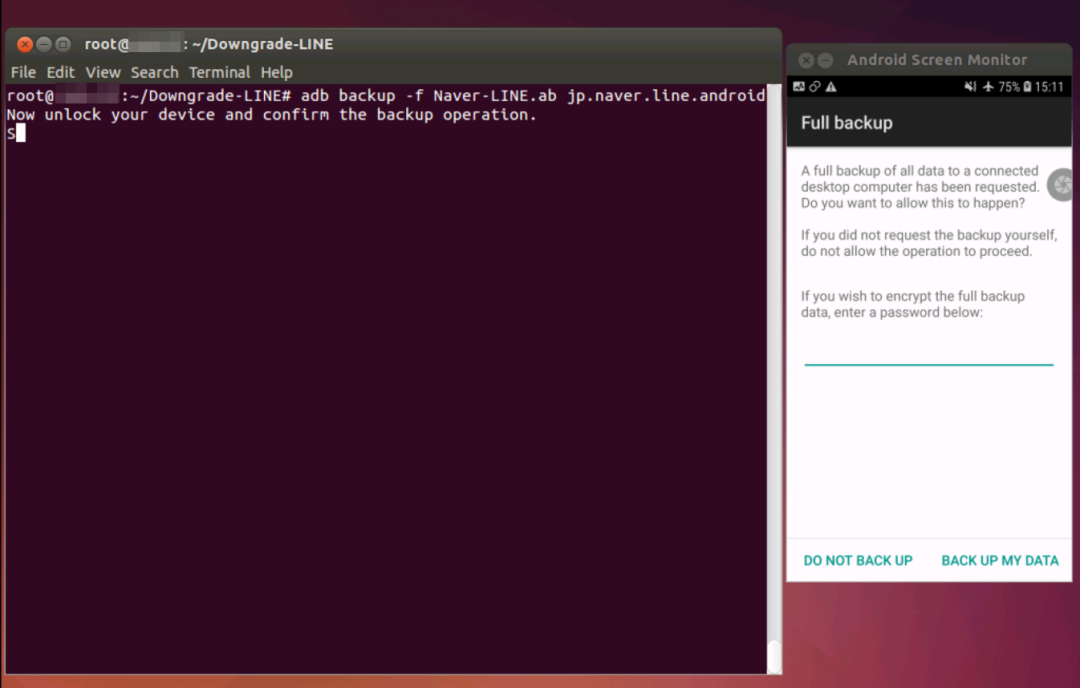 root@ : ~/Downgrade-LINE
File Edit View Search Terminal Help
root@ :~/Downgrade-LINE# adb backup -f Naver-LINE.ab jp.naver.line.android
Now unlock your device and confirm the backup operation.
S
Android Screen Monitor
75% 15:11
Full backup
A full backup of all data to a connected
desktop computer has been requested.
Do you want to allow this to happen?
If you did not request the backup yourself,
do not allow the operation to proceed.
If you wish to encrypt the full backup
data, enter a password below:
DO NOT BACK UP BACK UP MY DATA